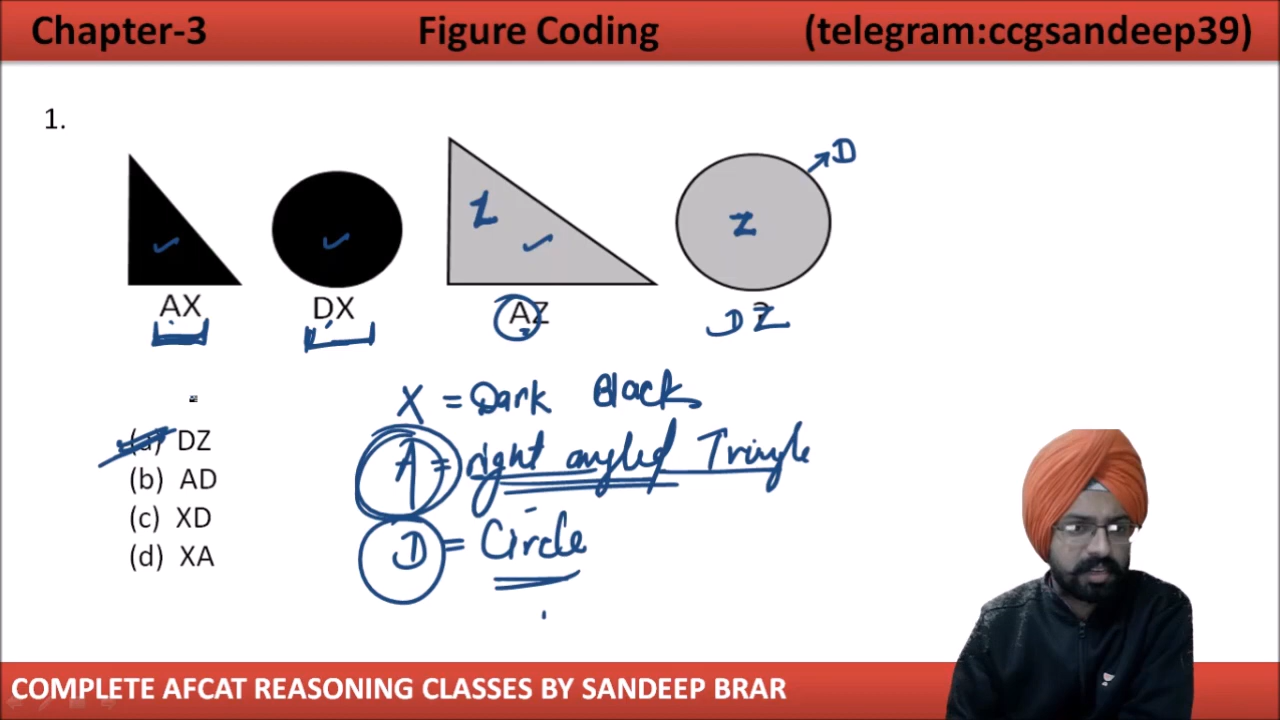 Chapter-3 Figure Coding (telegram:ccgsandeep39)
1.
D
Z Z
AX DX AZ DZ
X = Dark Black
(a) DZ
A = right angled Tringle
(b) AD
(c) XD
D = Circle
(d) XA
COMPLETE AFCAT REASONING CLASSES BY SANDEEP BRAR